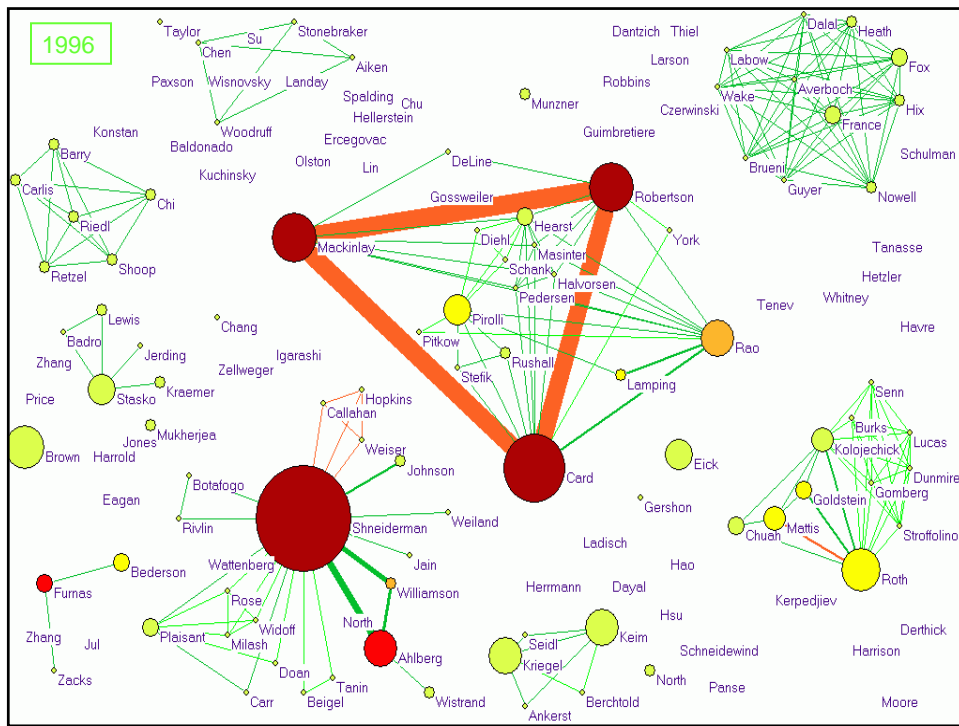 1996
Taylor
Su
Stonebraker
Chen
Aiken
Paxson
Wisnovsky
Landay
Spalding
Chu
Hellerstein
Woodruff
Ercegovac
Konstan
Baldonado
Olston
Lin
Kuchinsky
Barry
Carlis
Chi
Riedl
Retzel
Shoop
Dantzich
Thiel
Larson
Robbins
Munzner
Czerwinski
Guimbretiere
Dalal
Heath
Labow
Fox
Wake
Averboch
Hix
France
Bruenii
Guyer
Nowell
Schulman
DeLine
Gossweiler
Robertson
Mackinlay
Hearst
Diehl
Masinter
York
Schank
Halvorsen
Pedersen
Pirolli
Pitkow
Rushall
Stefik
Lamping
Rao
Tanasse
Hetzler
Tenev
Whitney
Havre
Lewis
Badro
Zhang
Jerding
Chang
Igarashi
Zellweger
Kraemer
Stasko
Price
Mukherjea
Jones
Harrold
Brown
Hopkins
Callahan
Weiser
Johnson
Card
Eick
Gershon
Senn
Burks
Lucas
Kolojechick
Dunmire
Goldstein
Gomberg
Mattis
Chuah
Stroffolino
Roth
Kerpedjiev
Eagan
Botafogo
Rivlin
Shneiderman
Weiland
Jain
Wattenberg
Williamson
Ladisch
Hao
Bederson
Furnas
Rose
Herrmann
Dayal
Hsu
Plaisant
Widoff
North
Milash
Ahlberg
Seidl
Keim
Kriegel
Schneidewind
Derthick
Harrison
Zhang
Jul
Zacks
Doan
Tanin
Carr
Beigel
Wistrand
Berchtold
Ankerst
North
Panse
Moore